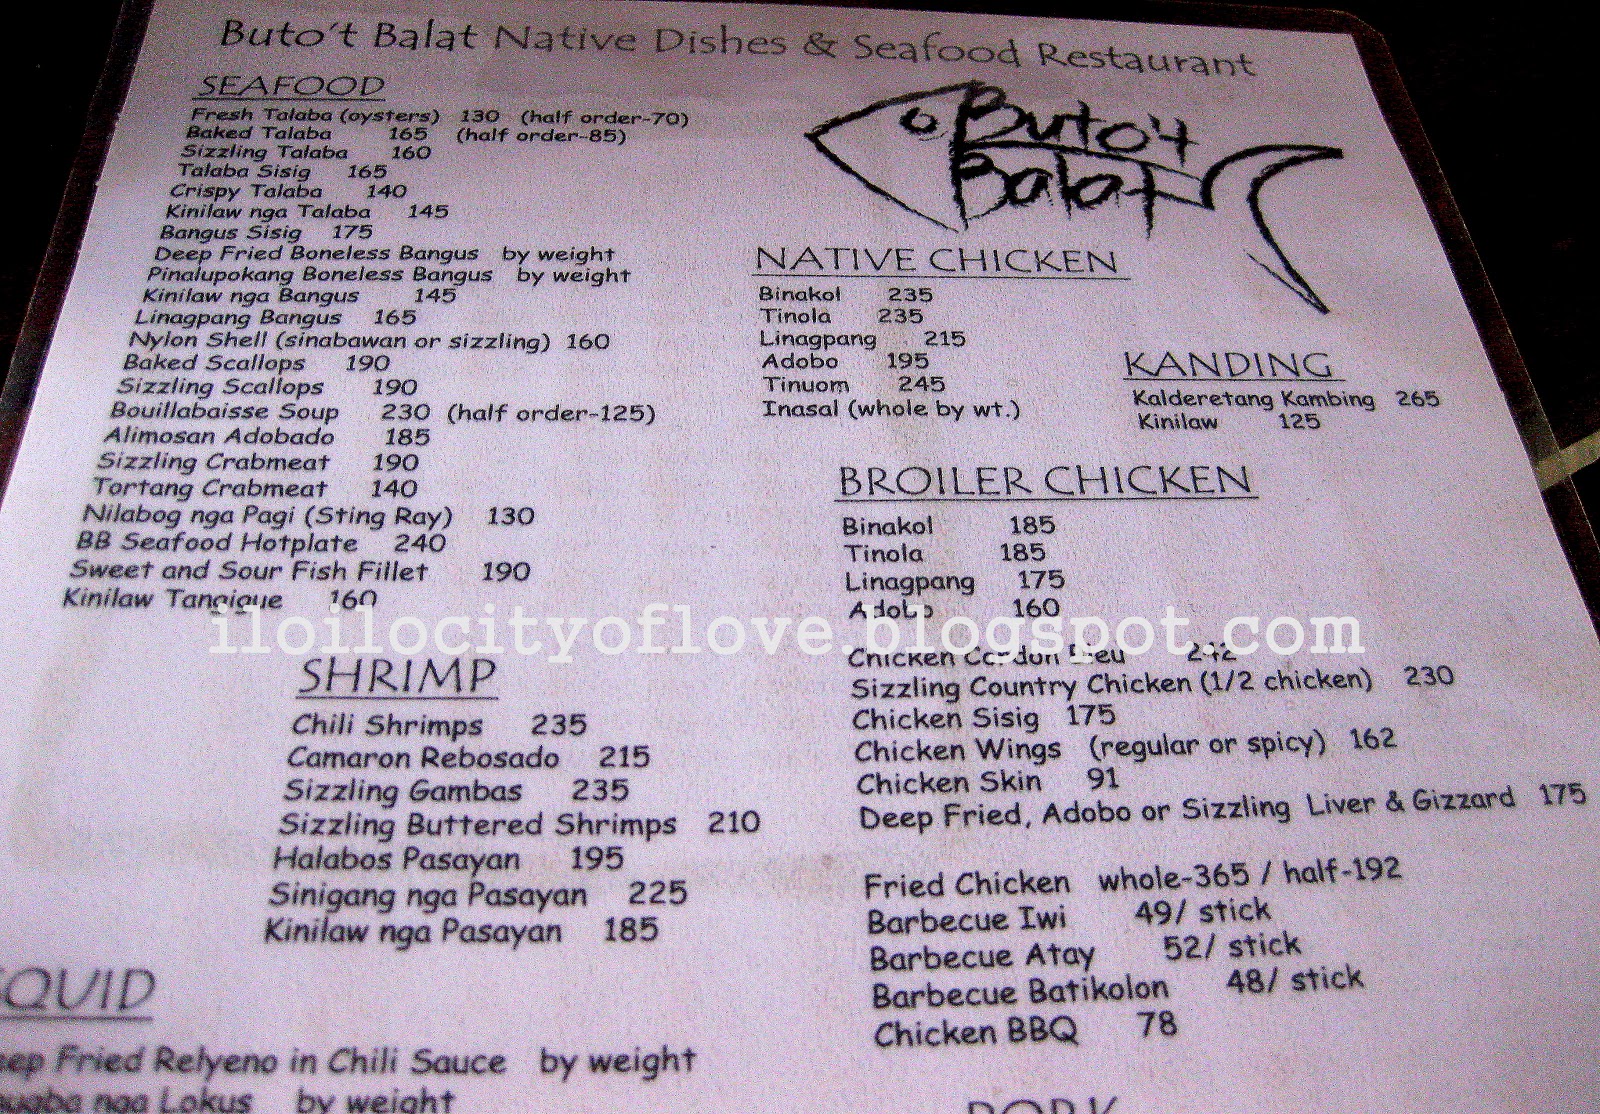 Buto't Balat Native Dishes & Seafood Restaurant
SEAFOOD
Fresh Talaba (oysters) 130 (half order-70)
Baked Talaba 165 (half order-85)
Sizzling Talaba 160
Talaba Sisig 165
Crispy Talaba 140
Kinilaw nga Talaba 145
Bangus Sisig 175
Deep Fried Boneless Bangus by weight
Pinalupokang Boneless Bangus by weight
Kinilaw nga Bangus 145
Linagpang Bangus 165
Nylon Shell (sinabawan or sizzling) 160
Baked Scallops 190
Sizzling Scallops 190
Bouillabaisse Soup 230 (half order-125)
Alimosan Adobado 185
Sizzling Crabmeat 190
Tortang Crabmeat 140
Nilabog nga Pagi (Sting Ray) 130
BB Seafood Hotplate 240
Sweet and Sour Fish Fillet 190
Kinilaw Tangigue 160
SHRIMP
Chili Shrimps 235
Camaron Rebosado 215
Sizzling Gambas 235
Sizzling Buttered Shrimps 210
Halabos Pasayan 195
Sinigang nga Pasayan 225
Kinilaw nga Pasayan 185
SQUID
Deep Fried Relyeno in Chili Sauce by weight
nga Lokus by weight
Buto't
Balat
NATIVE CHICKEN
Binakol 235
Tinola 235
Linagpang 215
Adobo 195
Tinuom 245
Inasal (whole by wt.)
KANDING
Kalderetang Kambing 265
Kinilaw 125
BROILER CHICKEN
Binakol 185
Tinola 185
Linagpang 175
Adobo 160
Chicken Cordon Bleu 242
Sizzling Country Chicken (1/2 chicken) 230
Chicken Sisig 175
Chicken Wings (regular or spicy) 162
Chicken Skin 91
Deep Fried, Adobo or Sizzling Liver & Gizzard 175
Fried Chicken whole-365 / half-192
Barbecue Iwi 49/ stick
Barbecue Atay 52/ stick
Barbecue Batikolon 48/ stick
Chicken BBQ 78
PORK
iloilocityoflove.blogspot.com